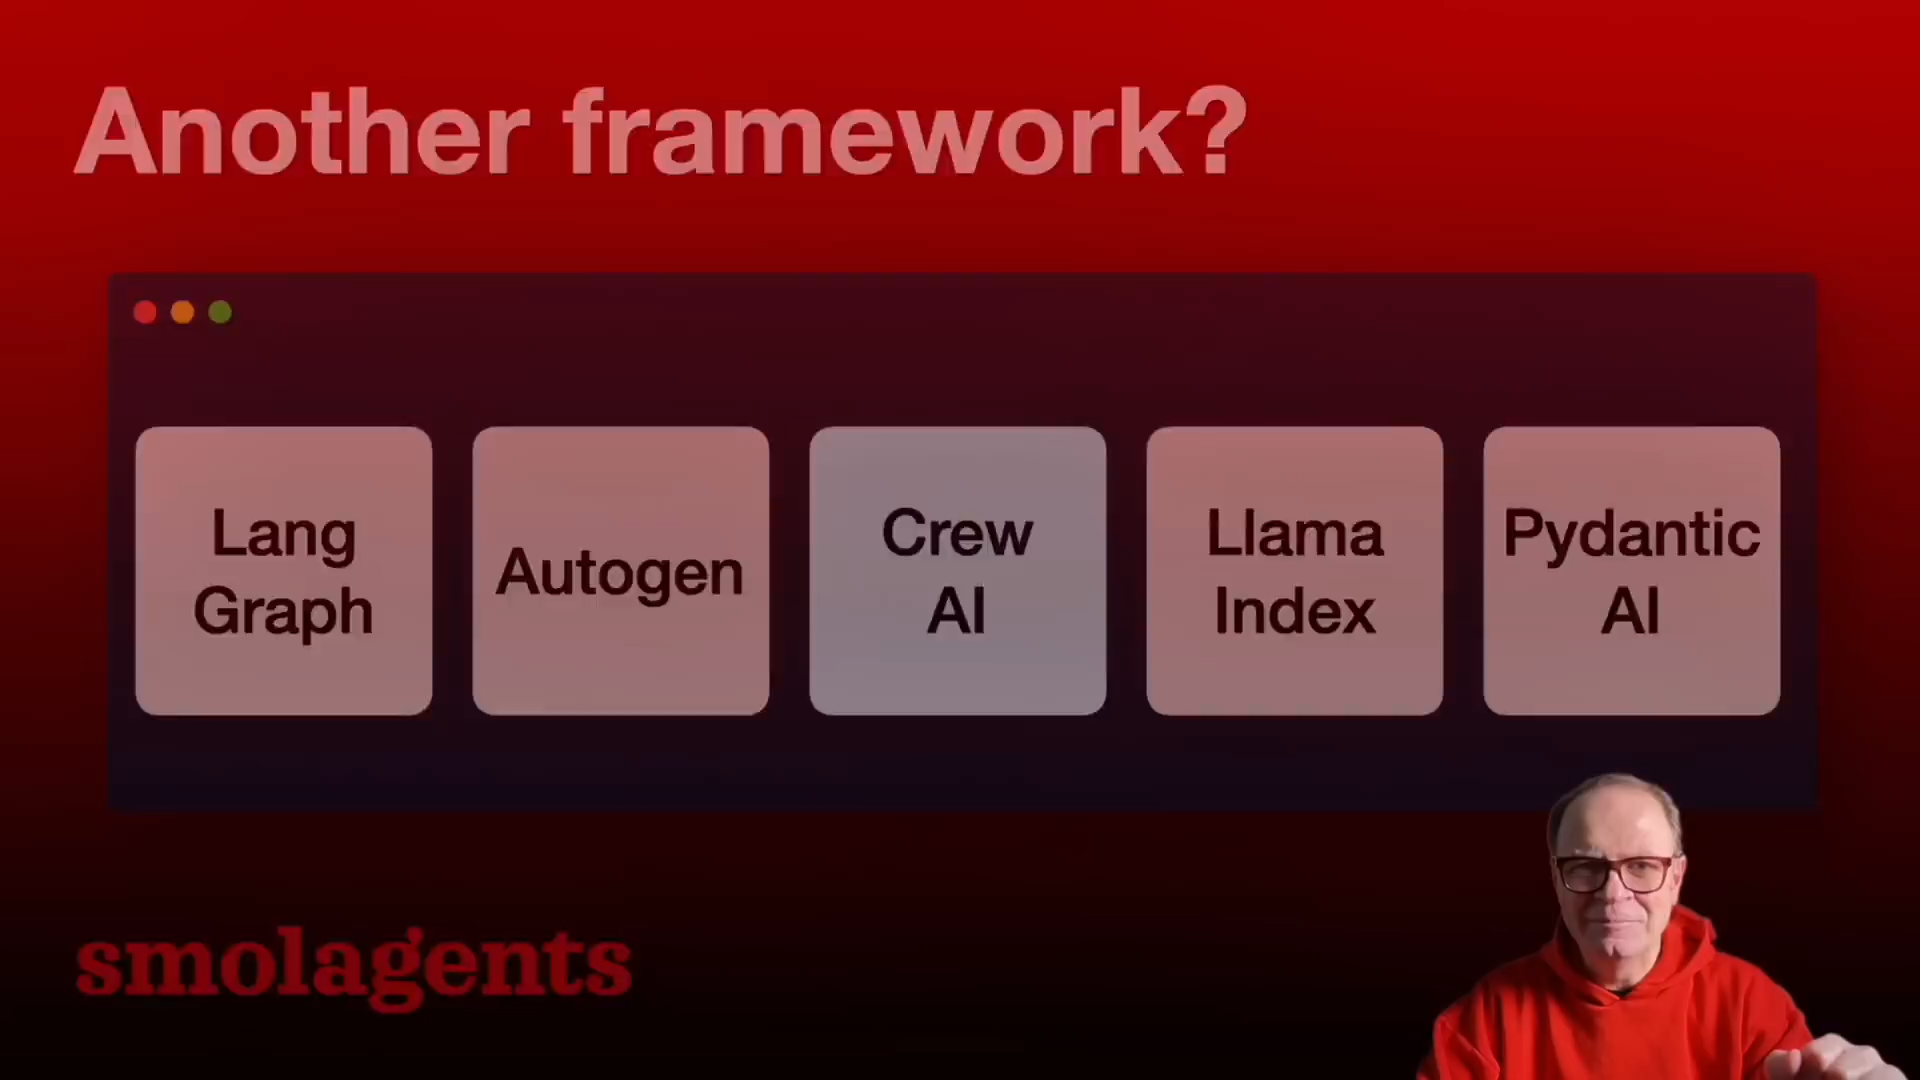 Another framework?
Lang
Graph
Autogen
Crew
AI
Llama
Index
Pydantic
AI
smolagents